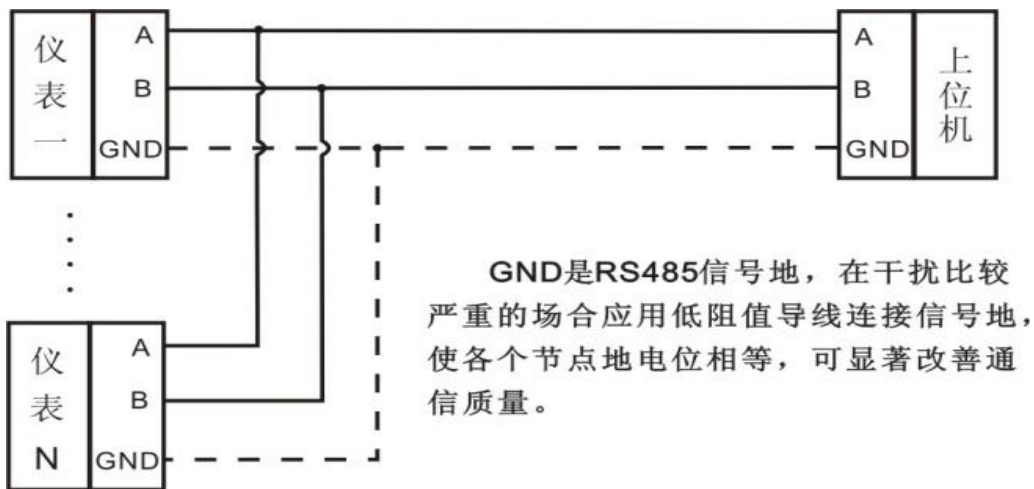 仪表一
A
B
GND
A
B
GND
上位机
仪表N
A
B
GND
GND是RS485信号地，在干扰比较
严重的场合应用低阻值导线连接信号地，
使各个节点地电位相等，可显著改善通
信质量。